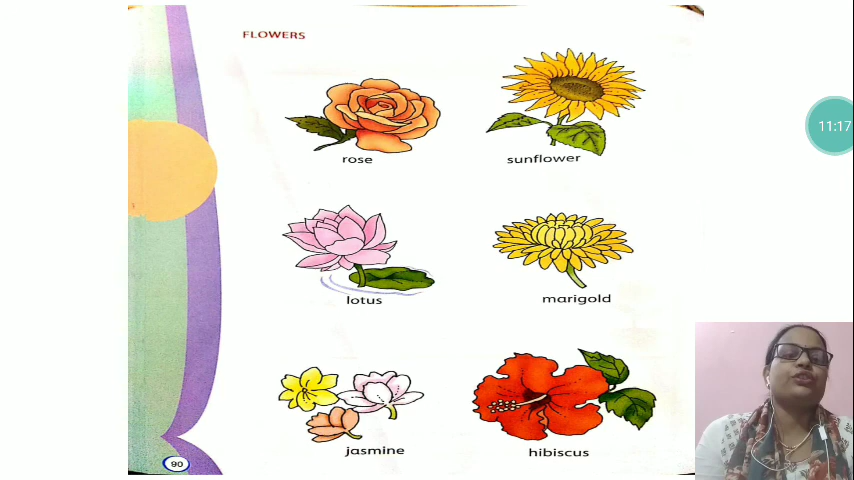 FLOWERS
11:17
rose
sunflower
lotus
marigold
jasmine
hibiscus
90